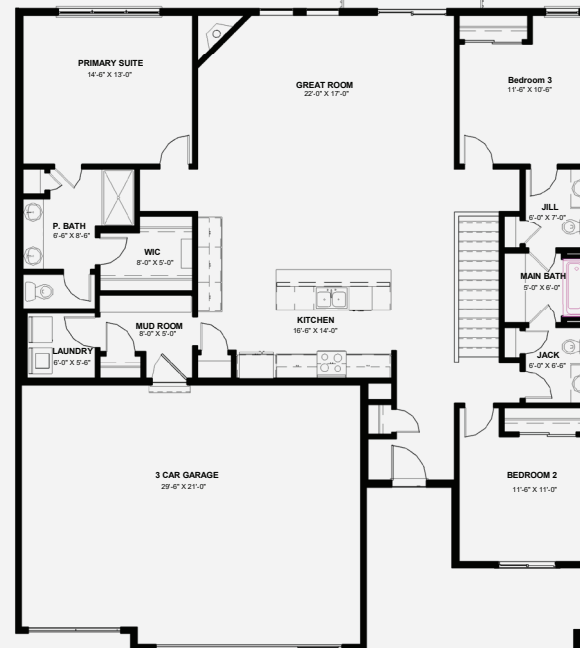 PRIMARY SUITE
14'-6" X 13'-0"
GREAT ROOM
22'-0" X 17'-0"
Bedroom 3
11'-6" X 10'-6"
JILL
6'-0" X 7'-0"
P. BATH
6'-6" X 8'-6"
WIC
8'-0" X 5'-0"
MAIN BATH
5'-0" X 6'-0"
KITCHEN
16'-6" X 14'-0"
MUD ROOM
8'-0" X 5'-0"
LAUNDRY
6'-0" X 5'-6"
JACK
6'-0" X 6'-6"
3 CAR GARAGE
29'-6" X 21'-0"
BEDROOM 2
11'-6" X 11'-0"